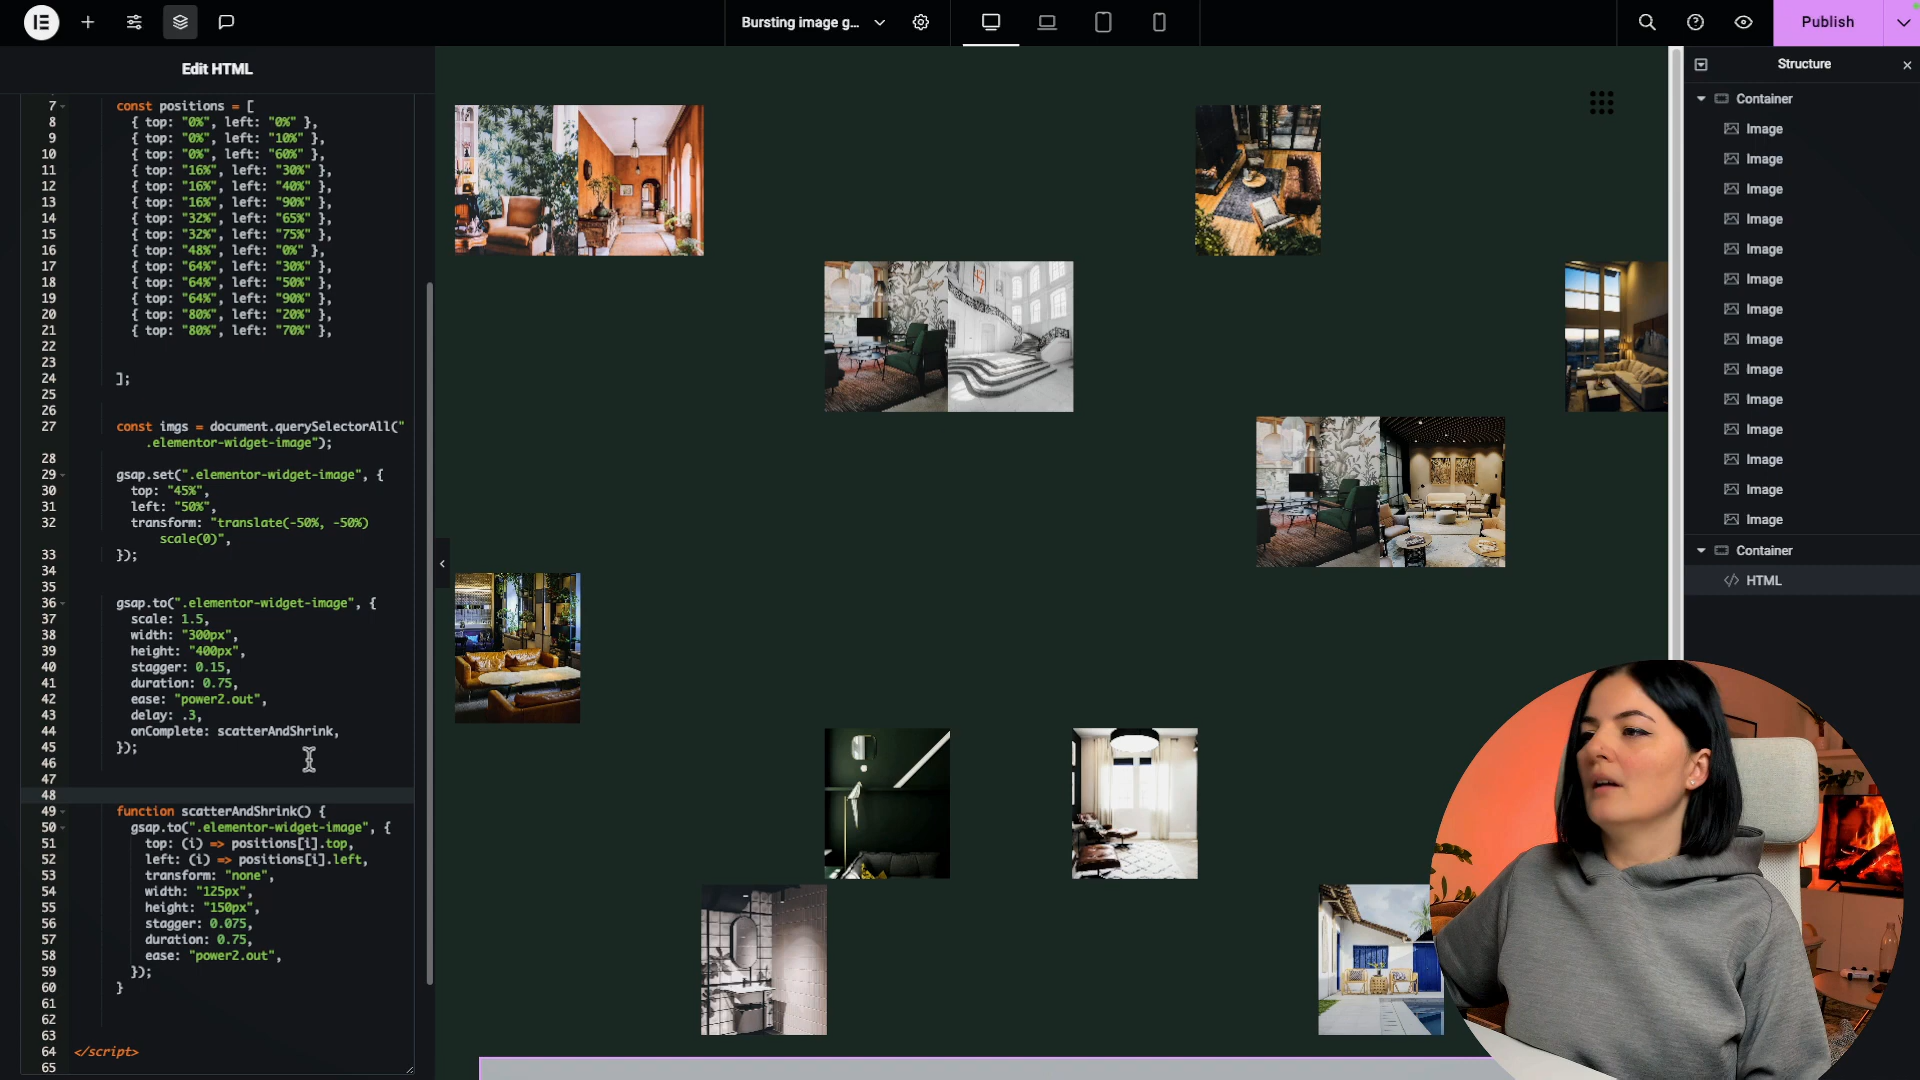 Bursting image g...
Publish
Edit HTML
Structure
7 const positions = [
8 { top: "0%", left: "0%" },
9 { top: "0%", left: "10%" },
10 { top: "0%", left: "60%" },
11 { top: "16%", left: "30%" },
12 { top: "16%", left: "40%" },
13 { top: "16%", left: "90%" },
14 { top: "32%", left: "65%" },
15 { top: "32%", left: "75%" },
16 { top: "48%", left: "0%" },
17 { top: "64%", left: "30%" },
18 { top: "64%", left: "50%" },
19 { top: "64%", left: "90%" },
20 { top: "80%", left: "20%" },
21 { top: "80%", left: "70%" },
22
23
24 ];
25
26
27 const imgs = document.querySelectorAll("
.elementor-widget-image");
28
29 gsap.set(".elementor-widget-image", {
30 top: "45%",
31 left: "50%",
32 transform: "translate(-50%, -50%)
scale(0)",
33 });
34
35
36 gsap.to(".elementor-widget-image", {
37 scale: 1.5,
38 width: "300px",
39 height: "400px",
40 stagger: 0.15,
41 duration: 0.75,
42 ease: "power2.out",
43 delay: .3,
44 onComplete: scatterAndShrink,
45 });
46
47
48
49 function scatterAndShrink() {
50 gsap.to(".elementor-widget-image", {
51 top: (i) => positions[i].top,
52 left: (i) => positions[i].left,
53 transform: "none",
54 width: "125px",
55 height: "150px",
56 stagger: 0.075,
57 duration: 0.75,
58 ease: "power2.out",
59 });
60 }
61
62
63
64 </script>
65
Container
Image
Image
Image
Image
Image
Image
Image
Image
Image
Image
Image
Image
Image
Image
Container
HTML